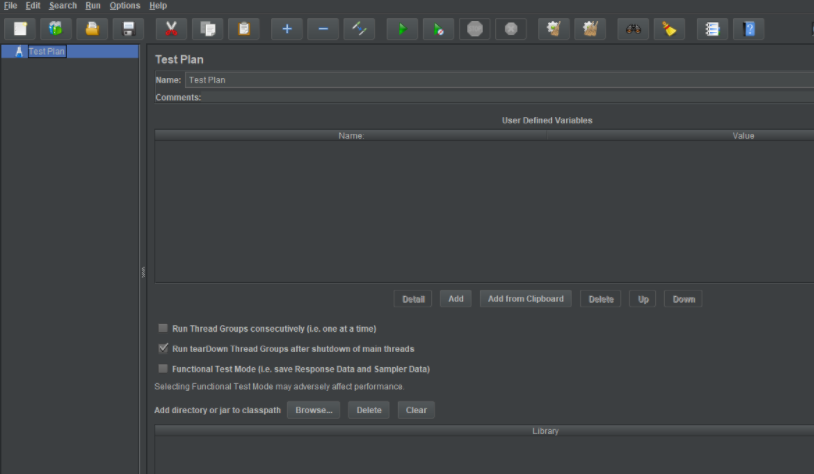 File Edit Search Run Options Help
Test Plan
Test Plan
Name: Test Plan
Comments:
User Defined Variables
Name: Value
Detail Add Add from Clipboard Delete Up Down
Run Thread Groups consecutively (i.e. one at a time)
Run tearDown Thread Groups after shutdown of main threads
Functional Test Mode (i.e. save Response Data and Sampler Data)
Selecting Functional Test Mode may adversely affect performance.
Add directory or jar to classpath Browse... Delete Clear
Library